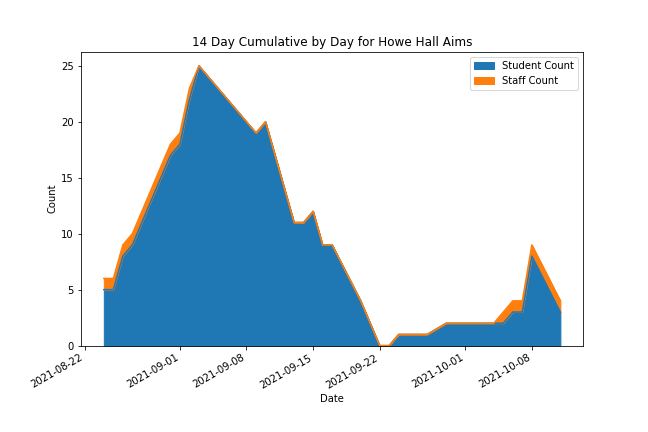 14 Day Cumulative by Day for Howe Hall Aims
Student Count
Staff Count
Count
25
20
15
10
5
0
2021-08-22
2021-09-01
2021-09-08
2021-09-15
2021-09-22
2021-10-01
2021-10-08
Date